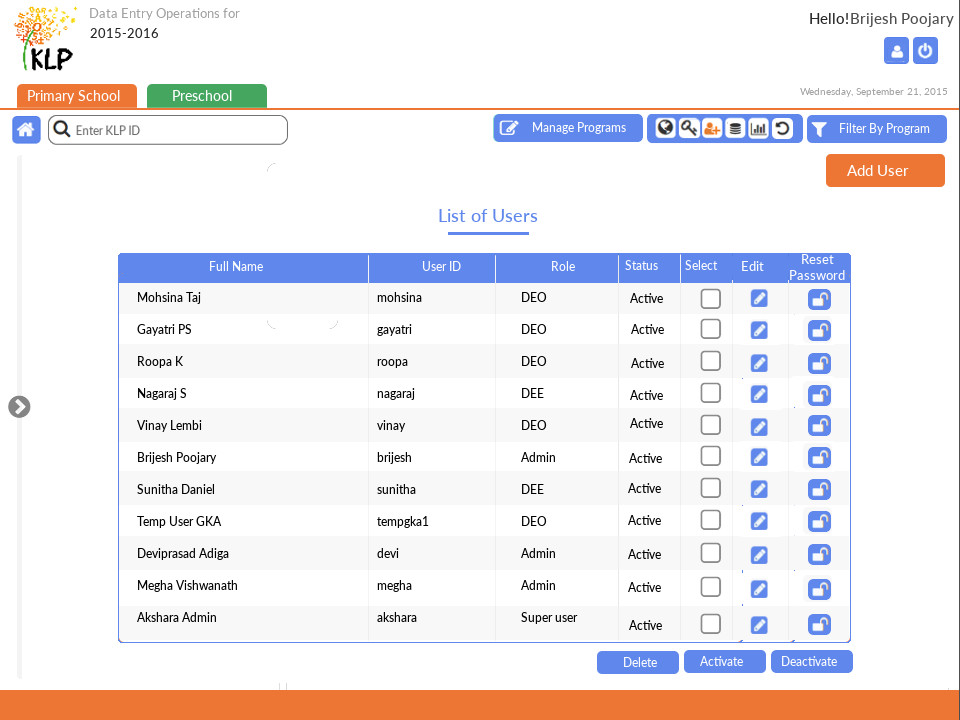 KLP
Data Entry Operations for
2015-2016
Hello!Brijesh Poojary
Primary School
Preschool
Wednesday, September 21, 2015
Enter KLP ID
Manage Programs
Filter By Program
Add User
List of Users
Full Name User ID Role Status Select Edit Reset Password
Mohsina Taj mohsina DEO Active
Gayatri PS gayatri DEO Active
Roopa K roopa DEO Active
Nagaraj S nagaraj DEE Active
Vinay Lembi vinay DEO Active
Brijesh Poojary brijesh Admin Active
Sunitha Daniel sunitha DEE Active
Temp User GKA tempgka1 DEO Active
Deviprasad Adiga devi Admin Active
Megha Vishwanath megha Admin Active
Akshara Admin akshara Super user Active
Delete
Activate
Deactivate